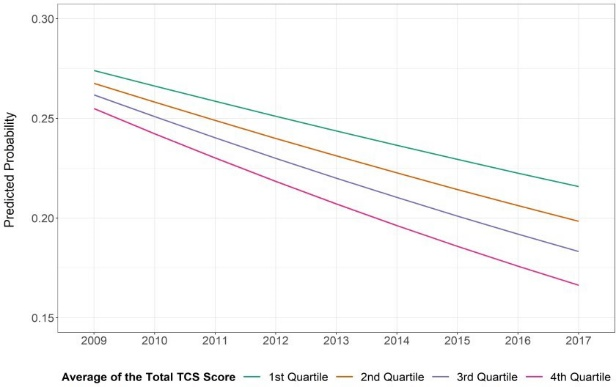 0.30
0.25
0.20
0.15
Predicted Probability
2009 2010 2011 2012 2013 2014 2015 2016 2017
Average of the Total TCS Score 1st Quartile 2nd Quartile 3rd Quartile 4th Quartile